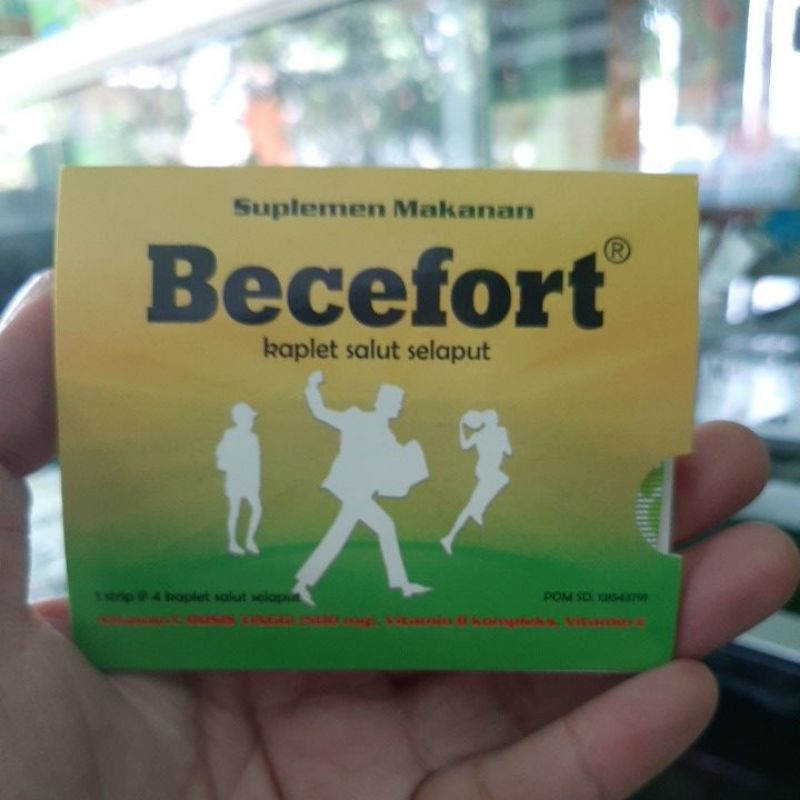 Suplemen Makanan
Becefort®
kaplet salut selaput
1 strip @ 4 kaplet salut selaput
POM SD. 131543791
Vitamin C DOSIS TINGGI (500 mg), Vitamin B kompleks, Vitamin E